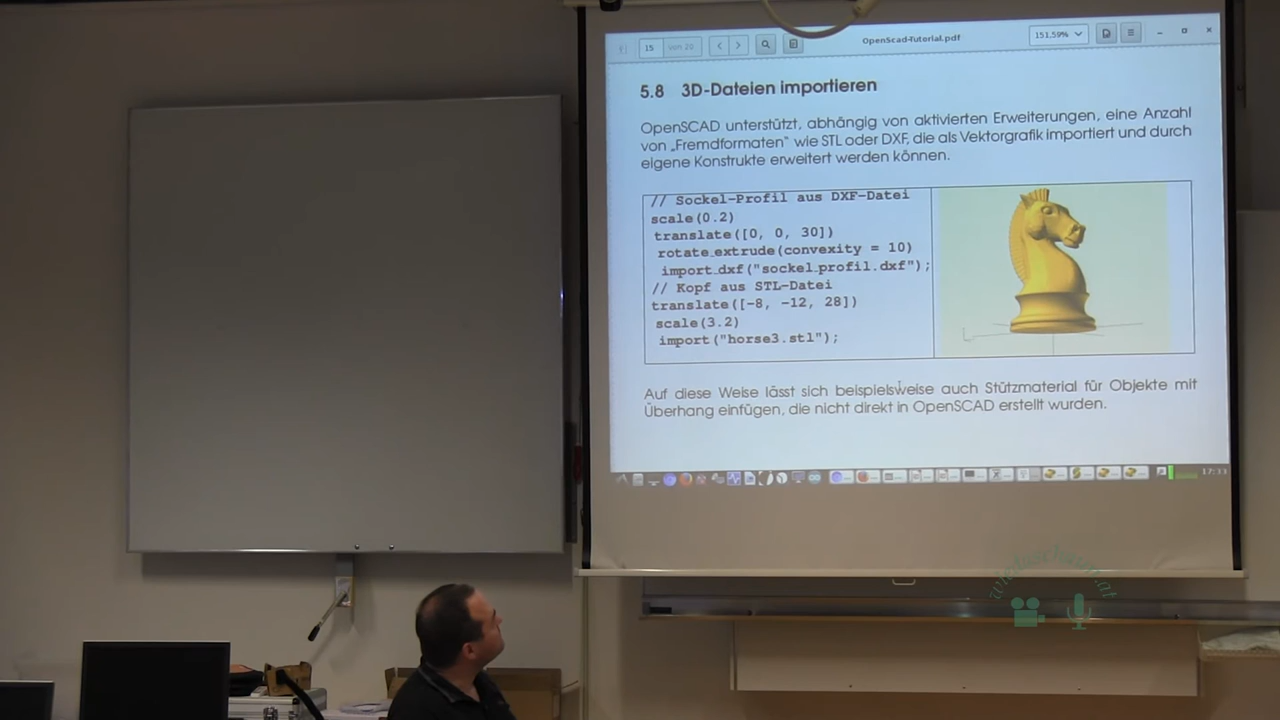 15 von 20
OpenScad-Tutorial.pdf
151,59%
5.8 3D-Dateien importieren
OpenSCAD unterstützt, abhängig von aktivierten Erweiterungen, eine Anzahl
von „Fremdformaten“ wie STL oder DXF, die als Vektorgrafik importiert und durch
eigene Konstrukte erweitert werden können.
// Sockel-Profil aus DXF-Datei
scale(0.2)
translate([0, 0, 30])
rotate_extrude(convexity = 10)
import_dxf("sockel_profil.dxf");
// Kopf aus STL-Datei
translate([-8, -12, 28])
scale(3.2)
import("horse3.stl");
Auf diese Weise lässt sich beispielsweise auch Stützmaterial für Objekte mit
Überhang einfügen, die nicht direkt in OpenSCAD erstellt wurden.